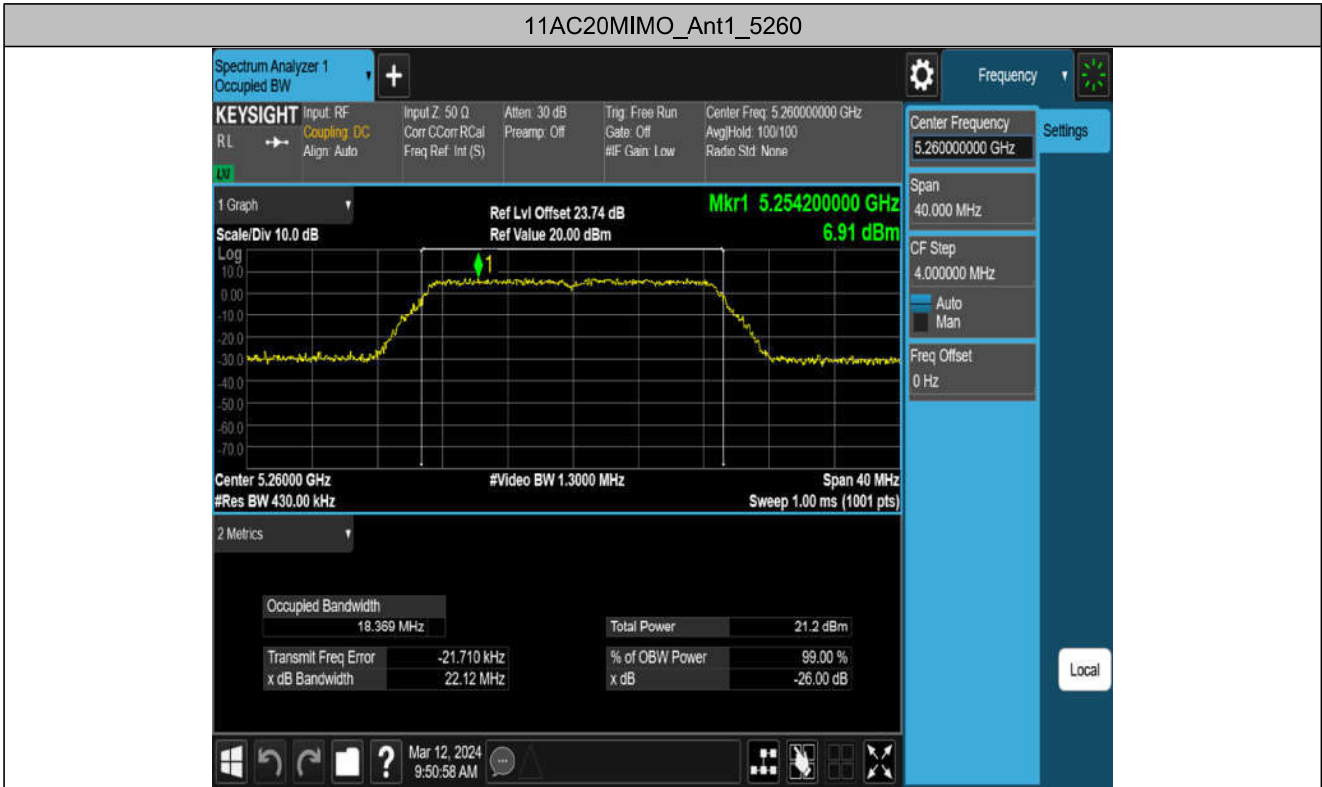 11AC20MIMO_Ant1_5260
Spectrum Analyzer 1
Occupied BW
Frequency
KEYSIGHT
R L
LXI
Input: RF
Coupling: DC
Align: Auto
Input Z: 50 Ω
Corr CCorr RCal
Freq Ref: Int (S)
Atten: 30 dB
Preamp: Off
Trig: Free Run
Gate: Off
#IF Gain: Low
Center Freq: 5.260000000 GHz
Avg|Hold: 100/100
Radio Std: None
Center Frequency
5.260000000 GHz
Settings
Span
40.000 MHz
CF Step
4.000000 MHz
Auto
Man
Freq Offset
0 Hz
Local
1 Graph
Scale/Div 10.0 dB
Ref Lvl Offset 23.74 dB
Ref Value 20.00 dBm
Mkr1 5.254200000 GHz
6.91 dBm
Log
1
10.0
0.00
-10.0
-20.0
-30.0
-40.0
-50.0
-60.0
-70.0
Center 5.26000 GHz
#Video BW 1.3000 MHz
Span 40 MHz
#Res BW 430.00 kHz
Sweep 1.00 ms (1001 pts)
2 Metrics
Occupied Bandwidth
18.369 MHz
Total Power 21.2 dBm
Transmit Freq Error -21.710 kHz
% of OBW Power 99.00 %
x dB Bandwidth 22.12 MHz
x dB -26.00 dB
?
Mar 12, 2024
9:50:58 AM